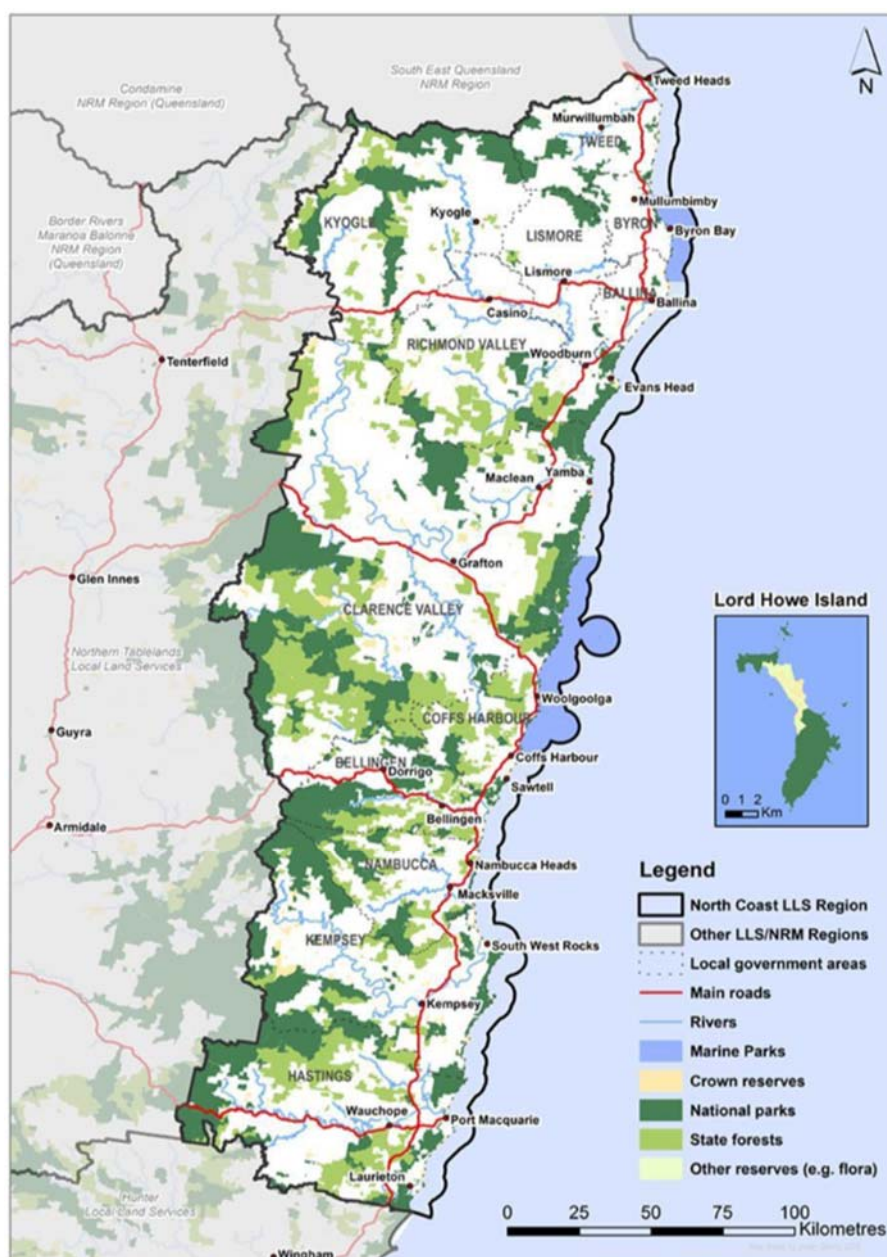 South East Queensland
NRM Region
Condamine
NRM Region (Queensland)
N
Tweed Heads
Murwillumbah
TWEED
Mullumbimby
Border Rivers
Maranoa Balonne
NRM Region
(Queensland)
KYOGLE
Kyogle
LISMORE
BYRON
Byron Bay
Lismore
BALLINA
Ballina
Casino
RICHMOND VALLEY
Woodburn
Tenterfield
Evans Head
Maclean
Yamba
Grafton
Glen Innes
CLARENCE VALLEY
Lord Howe Island
Northern Tablelands
Local Land Services
Woolgoolga
COFFS HARBOUR
Guyra
Coffs Harbour
BELLINGEN
Dorrigo
Sawtell
0 1 2
Km
Bellingen
Armidale
NAMBUCCA
Nambucca Heads
Macksville
KEMPSEY
South West Rocks
Kempsey
HASTINGS
Wauchope
Port Macquarie
Laurieton
Hunter
Local Land Services
Wingham
Legend
North Coast LLS Region
Other LLS/NRM Regions
Local government areas
Main roads
Rivers
Marine Parks
Crown reserves
National parks
State forests
Other reserves (e.g. flora)
0 25 50 75 100
Kilometres